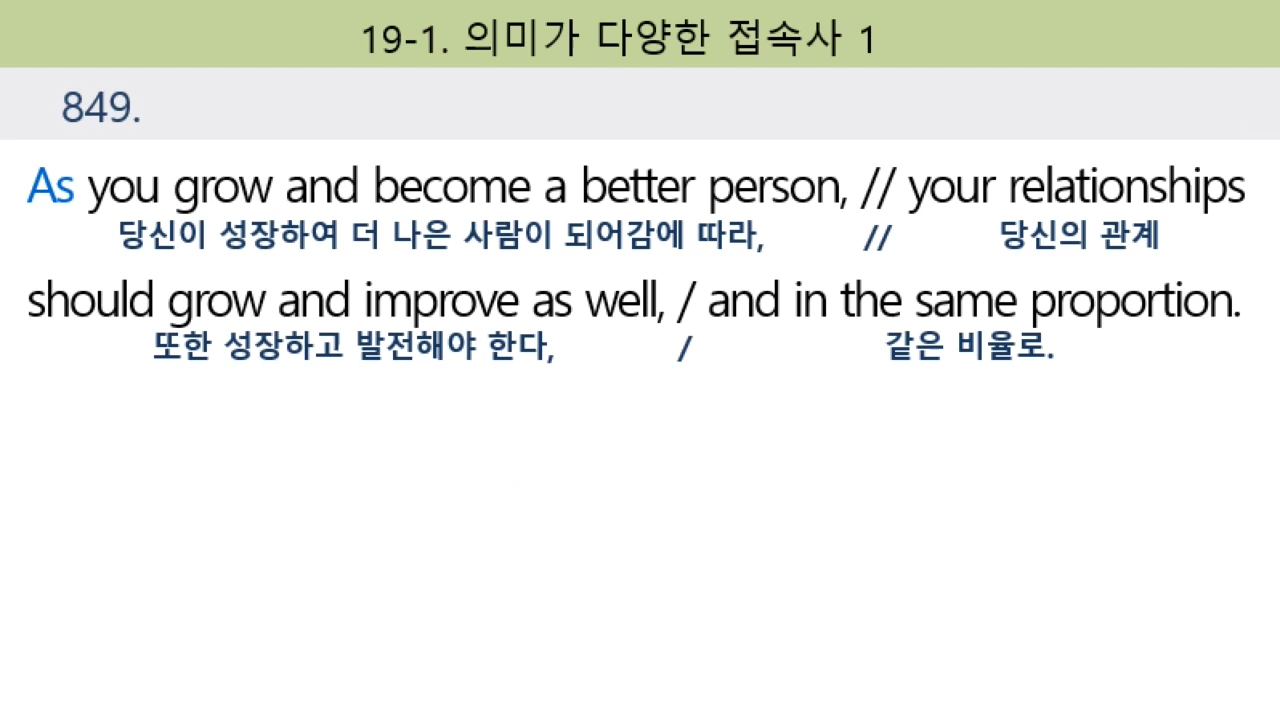 19-1. 의미가 다양한 접속사 1
849.
As you grow and become a better person, // your relationships
당신이 성장하여 더 나은 사람이 되어감에 따라, // 당신의 관계
should grow and improve as well, / and in the same proportion.
또한 성장하고 발전해야 한다, / 같은 비율로.